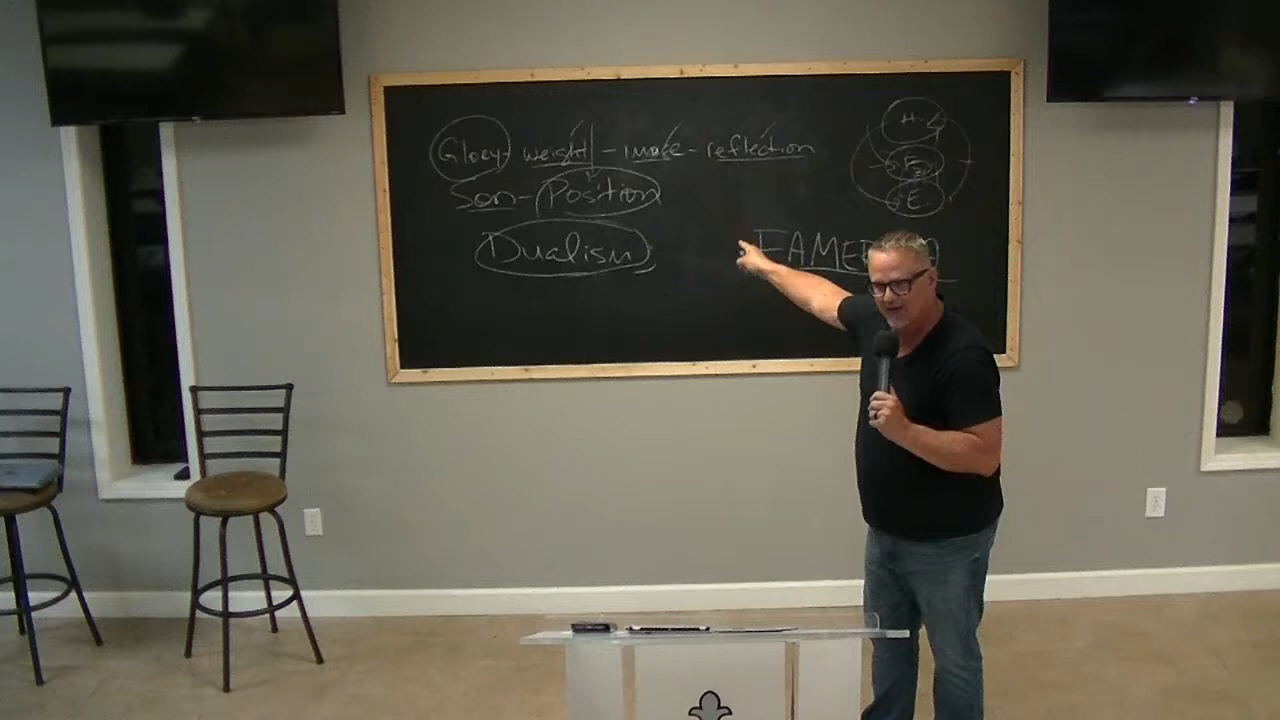 Glory weight - image - reflection
Son - Position
Dualism
H.
E.